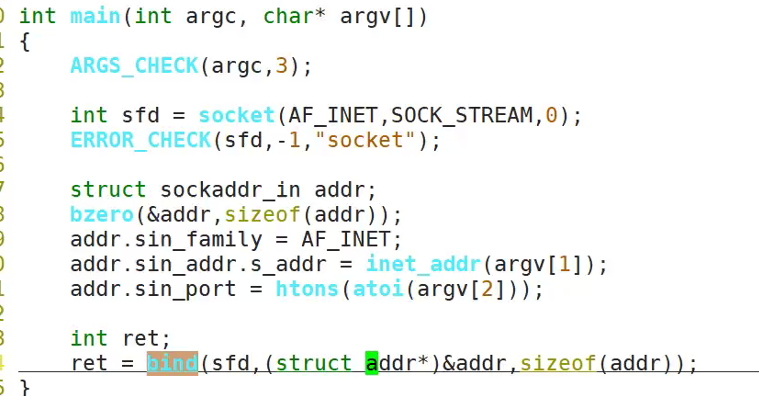 0 int main(int argc, char* argv[])
1 {
2     ARGS_CHECK(argc,3);
3
4     int sfd = socket(AF_INET,SOCK_STREAM,0);
5     ERROR_CHECK(sfd,-1,"socket");
6
7     struct sockaddr_in addr;
8     bzero(&addr,sizeof(addr));
9     addr.sin_family = AF_INET;
0     addr.sin_addr.s_addr = inet_addr(argv[1]);
1     addr.sin_port = htons(atoi(argv[2]));
2
3     int ret;
4     ret = bind(sfd,(struct addr*)&addr,sizeof(addr));
5 }